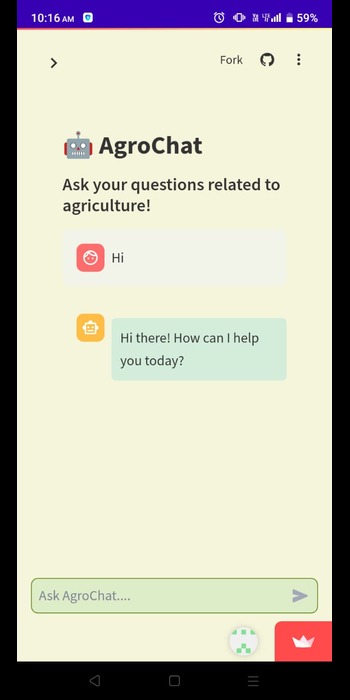 10:16 AM
59%
Fork
AgroChat
Ask your questions related to
agriculture!
Hi
Hi there! How can I help
you today?
Ask AgroChat....